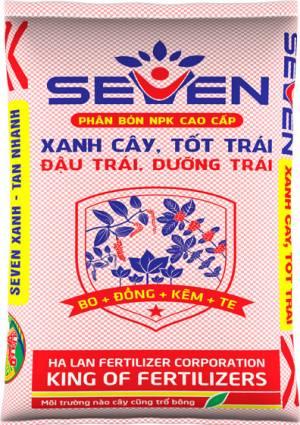 SEVEN
PHÂN BÓN NPK CAO CẤP
XANH CÂY, TỐT TRÁI
ĐẬU TRÁI, DƯỠNG TRÁI
BO + ĐỒNG + KẼM + TE
HA LAN FERTILIZER CORPORATION
KING OF FERTILIZERS
Môi trường nào cây cũng trổ bông
SEVEN XANH - TAN NHANH
XANH CÂY, TỐT TRÁI